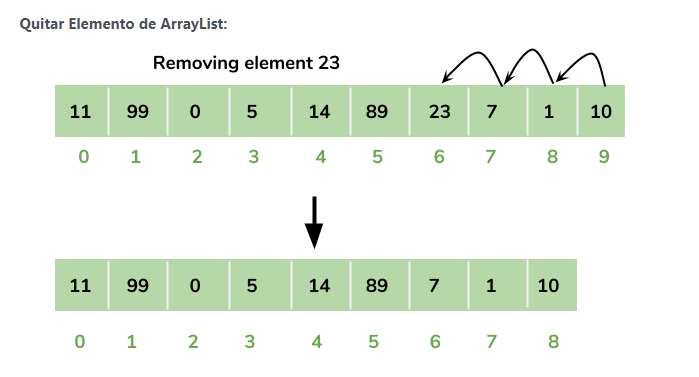 Quitar Elemento de ArrayList:
Removing element 23
11 99 0 5 14 89 23 7 1 10
0 1 2 3 4 5 6 7 8 9
11 99 0 5 14 89 7 1 10
0 1 2 3 4 5 6 7 8